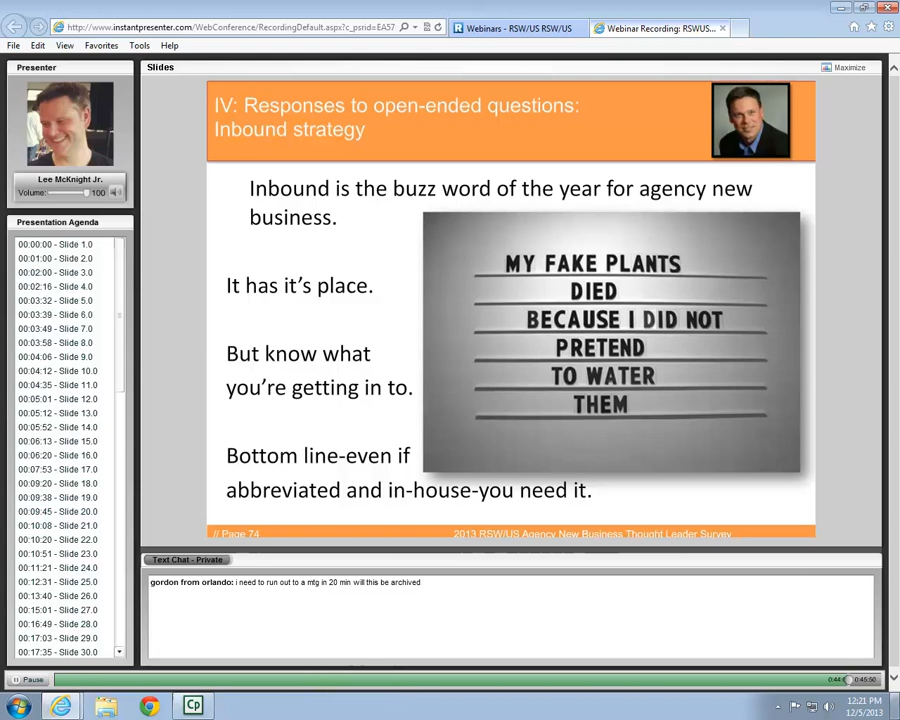 http://www.instantpresenter.com/WebConference/RecordingDefault.aspx?c_psrid=EA57
Webinars - RSW/US RSW/US
Webinar Recording: RSWUS...
File Edit View Favorites Tools Help
Presenter
Lee McKnight Jr.
Volume: 100
Presentation Agenda
00:00:00 - Slide 1.0
00:01:00 - Slide 2.0
00:02:00 - Slide 3.0
00:02:16 - Slide 4.0
00:03:32 - Slide 5.0
00:03:39 - Slide 6.0
00:03:49 - Slide 7.0
00:03:58 - Slide 8.0
00:04:06 - Slide 9.0
00:04:12 - Slide 10.0
00:04:35 - Slide 11.0
00:05:01 - Slide 12.0
00:05:12 - Slide 13.0
00:05:52 - Slide 14.0
00:06:13 - Slide 15.0
00:06:20 - Slide 16.0
00:07:53 - Slide 17.0
00:09:20 - Slide 18.0
00:09:38 - Slide 19.0
00:09:45 - Slide 20.0
00:10:08 - Slide 21.0
00:10:20 - Slide 22.0
00:10:51 - Slide 23.0
00:11:21 - Slide 24.0
00:12:31 - Slide 25.0
00:13:40 - Slide 26.0
00:15:01 - Slide 27.0
00:16:49 - Slide 28.0
00:17:03 - Slide 29.0
00:17:35 - Slide 30.0
Slides
Maximize
IV: Responses to open-ended questions:
Inbound strategy
Inbound is the buzz word of the year for agency new
business.
It has it's place.
But know what
you're getting in to.
Bottom line-even if
abbreviated and in-house-you need it.
MY FAKE PLANTS
DIED
BECAUSE I DID NOT
PRETEND
TO WATER
THEM
// Page 74
2013 RSW/US Agency New Business Thought Leader Survey
Text Chat - Private
gordon from orlando: i need to run out to a mtg in 20 min will this be archived
Pause
0:44
0:45:50
Cp
12:21 PM
12/5/2013